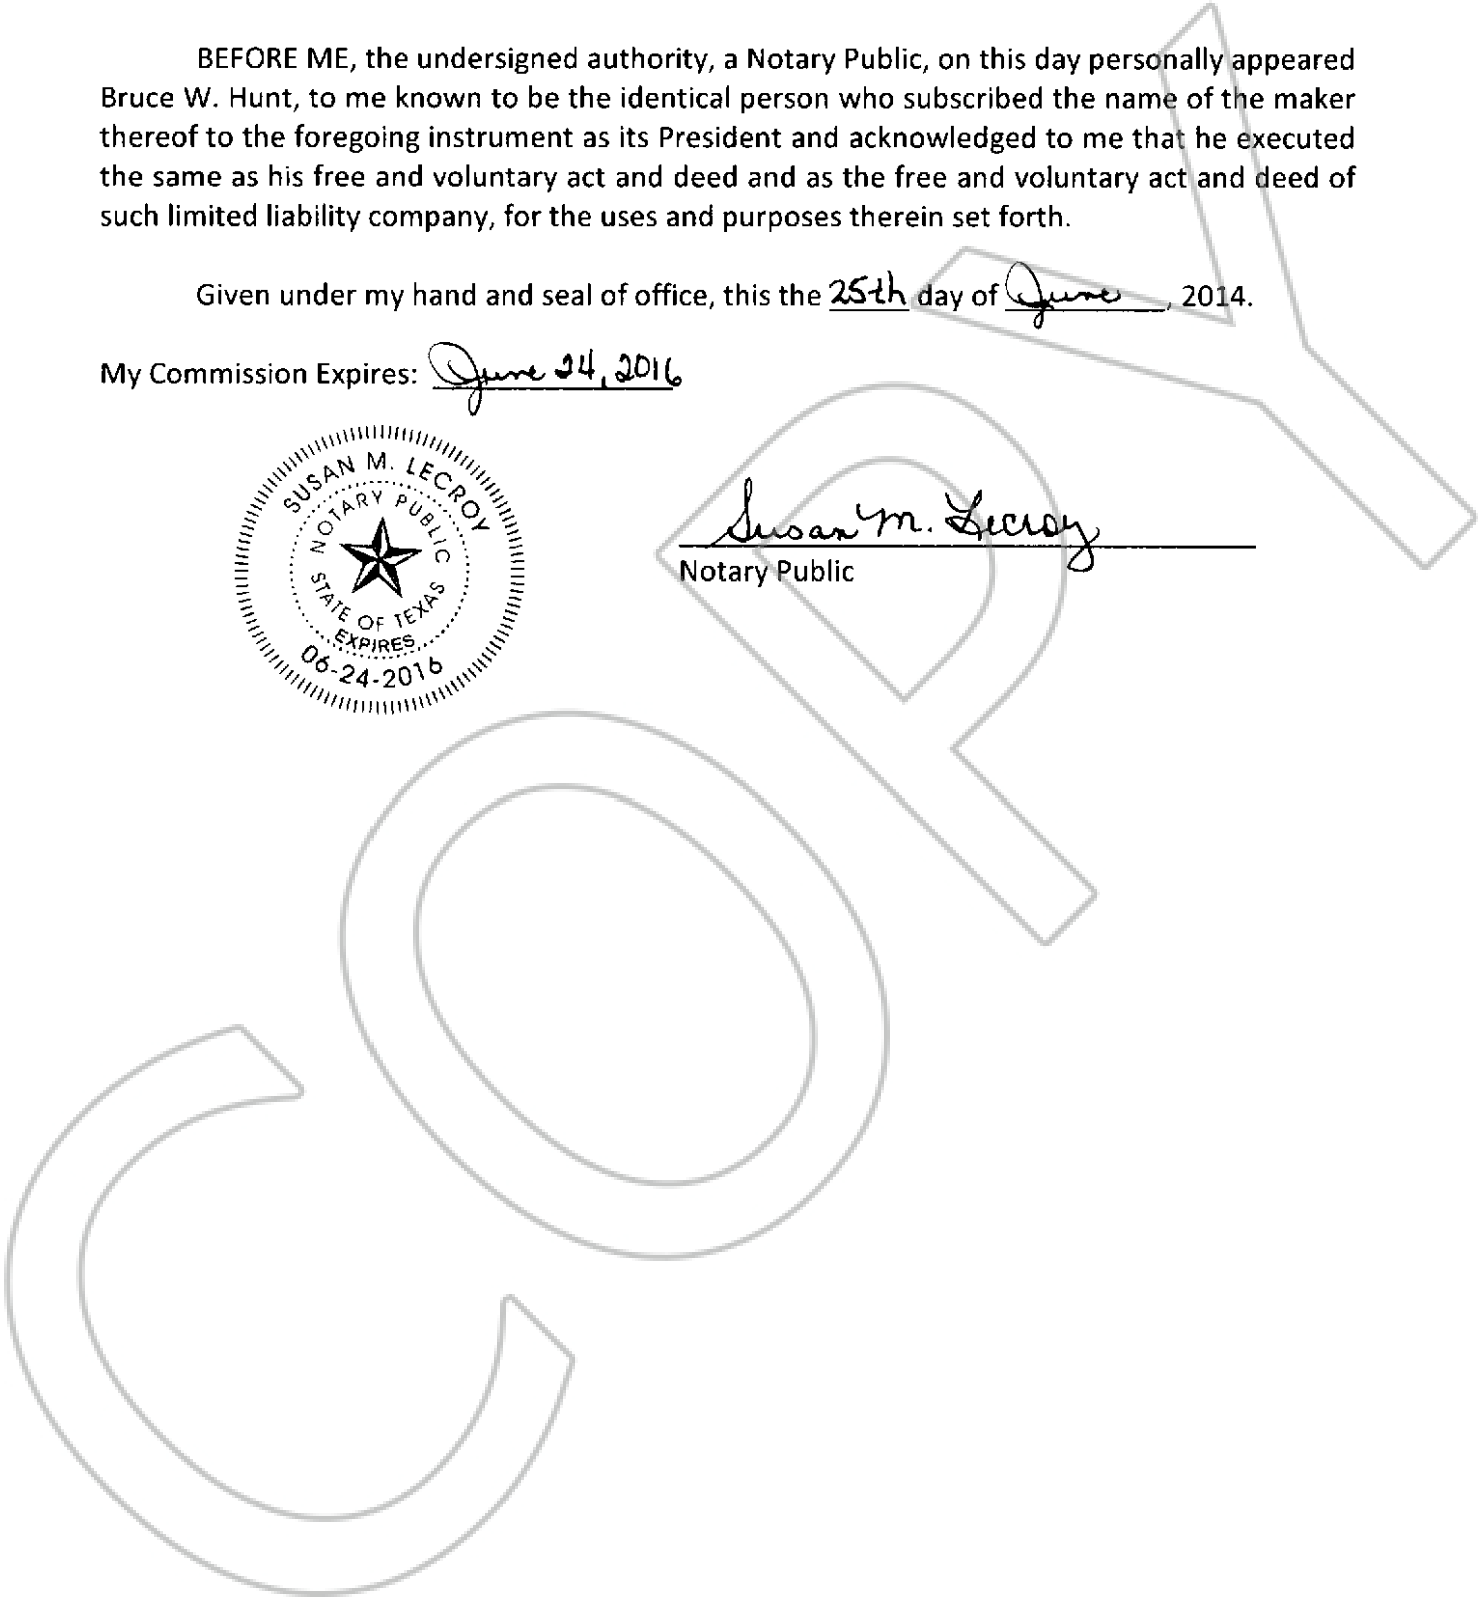 BEFORE ME, the undersigned authority, a Notary Public, on this day personally appeared
Bruce W. Hunt, to me known to be the identical person who subscribed the name of the maker
thereof to the foregoing instrument as its President and acknowledged to me that he executed
the same as his free and voluntary act and deed and as the free and voluntary act and deed of
such limited liability company, for the uses and purposes therein set forth.
Given under my hand and seal of office, this the 25th day of June, 2014.
My Commission Expires: June 24, 2016
SUSAN M. LECROY
NOTARY PUBLIC
STATE OF TEXAS
EXPIRES
06-24-2016
Susan M. Lecroy
Notary Public
COPY